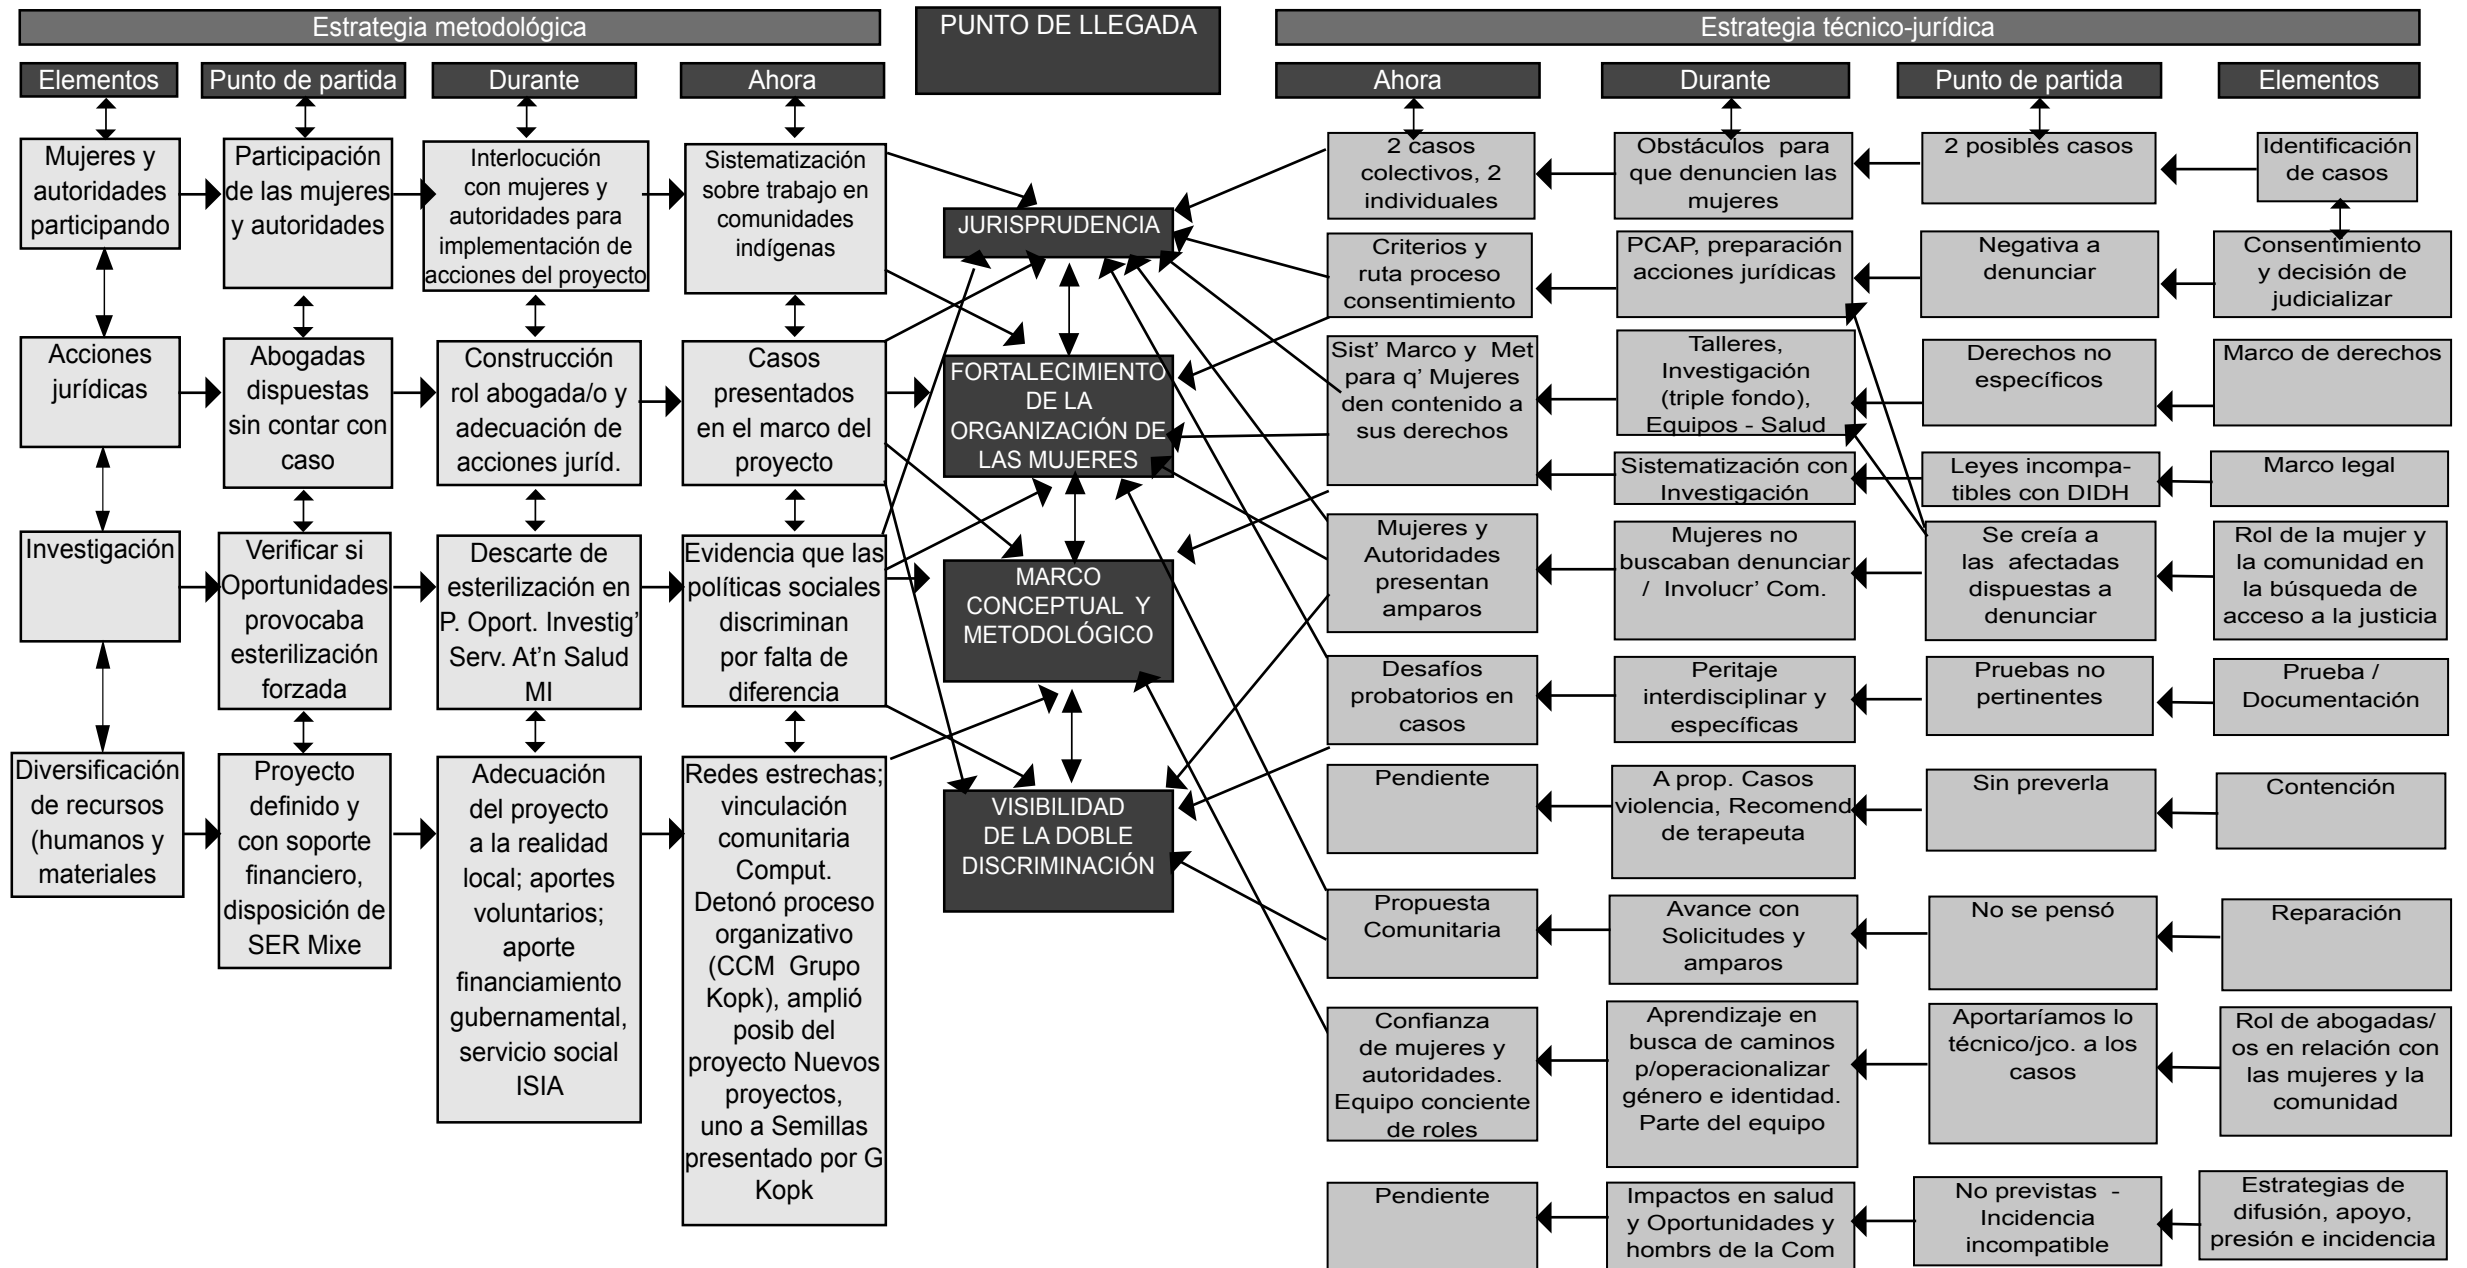 Estrategia metodológica
PUNTO DE LLEGADA
Estrategia técnico-jurídica
Elementos
Punto de partida
Durante
Ahora
Ahora
Durante
Punto de partida
Elementos
Mujeres y
autoridades
participando
Participación
de las mujeres
y autoridades
Interlocución
con mujeres y
autoridades para
implementación de
acciones del proyecto
Sistematización
sobre trabajo en
comunidades
indígenas
Acciones
jurídicas
Abogadas
dispuestas
sin contar con
caso
Construcción
rol abogada/o y
adecuación de
acciones juríd.
Casos
presentados
en el marco del
proyecto
Investigación
Verificar si
Oportunidades
provocaba
esterilización
forzada
Descarte de
esterilización en
P. Oport. Investig'
Serv. At'n Salud
MI
Evidencia que las
políticas sociales
discriminan
por falta de
diferencia
Diversificación
de recursos
(humanos y
materiales
Proyecto
definido y
con soporte
financiero,
disposición de
SER Mixe
Adecuación
del proyecto
a la realidad
local; aportes
voluntarios;
aporte
financiamiento
gubernamental,
servicio social
ISIA
Redes estrechas;
vinculación
comunitaria
Comput.
Detonó proceso
organizativo
(CCM  Grupo
Kopk), amplió
posib del
proyecto Nuevos
proyectos,
uno a Semillas
presentado por G
Kopk
JURISPRUDENCIA
FORTALECIMIENTO
DE LA
ORGANIZACIÓN DE
LAS MUJERES
MARCO
CONCEPTUAL  Y
METODOLÓGICO
VISIBILIDAD
DE LA DOBLE
DISCRIMINACIÓN
2 casos
colectivos, 2
individuales
Obstáculos  para
que denuncien las
mujeres
2 posibles casos
Identificación
de casos
Criterios y
ruta proceso
consentimiento
PCAP, preparación
acciones jurídicas
Negativa a
denunciar
Consentimiento
y decisión de
judicializar
Sist' Marco y  Met
para q' Mujeres
den contenido a
sus derechos
Talleres,
Investigación
(triple fondo),
Equipos - Salud
Derechos no
específicos
Marco de derechos
Sistematización con
Investigación
Leyes incompa-
tibles con DIDH
Marco legal
Mujeres y
Autoridades
presentan
amparos
Mujeres no
buscaban denunciar
/  Involucr' Com.
Se creía a
las  afectadas
dispuestas a
denunciar
Rol de la mujer y
la comunidad en
la búsqueda de
acceso a la justicia
Desafíos
probatorios en
casos
Peritaje
interdisciplinar y
específicas
Pruebas no
pertinentes
Prueba /
Documentación
Pendiente
A prop. Casos
violencia, Recomend
de terapeuta
Sin preverla
Contención
Propuesta
Comunitaria
Avance con
Solicitudes y
amparos
No se pensó
Reparación
Confianza
de mujeres y
autoridades.
Equipo conciente
de roles
Aprendizaje en
busca de caminos
p/operacionalizar
género e identidad.
Parte del equipo
Aportaríamos lo
técnico/jco. a los
casos
Rol de abogadas/
os en relación con
las mujeres y la
comunidad
Pendiente
Impactos en salud
y Oportunidades y
hombrs de la Com
No previstas  -
Incidencia
incompatible
Estrategias de
difusión, apoyo,
presión e incidencia